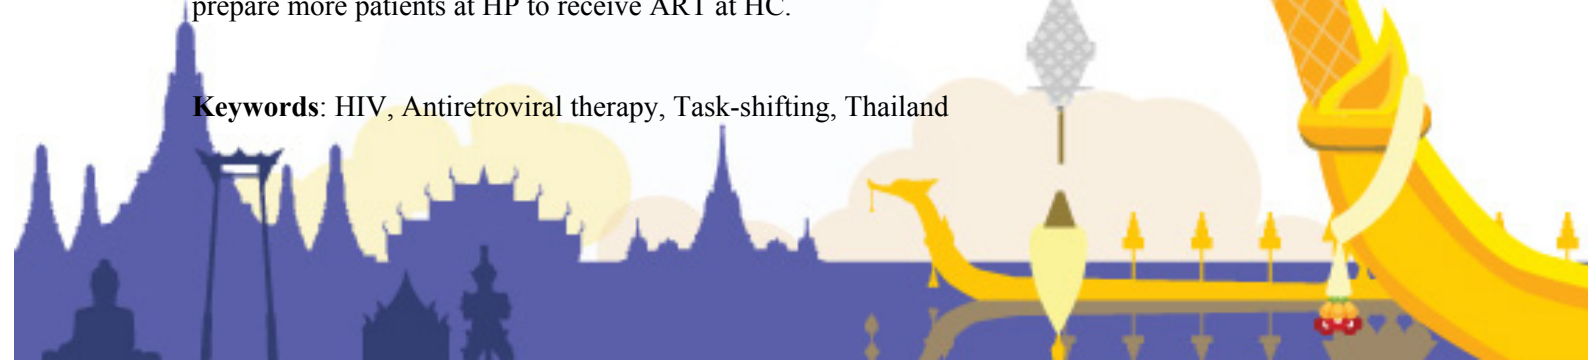 prepare more patients at HP to receive ART at HC.
Keywords: HIV, Antiretroviral therapy, Task-shifting, Thailand